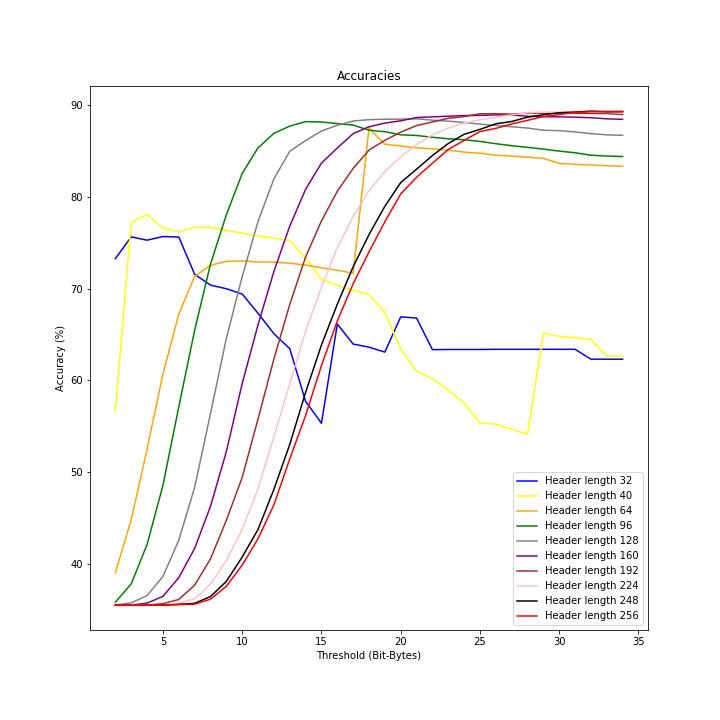 Accuracies
Accuracy (%)
90
80
70
60
50
40
5
10
15
20
25
30
35
Threshold (Bit-Bytes)
Header length 32
Header length 40
Header length 64
Header length 96
Header length 128
Header length 160
Header length 192
Header length 224
Header length 248
Header length 256